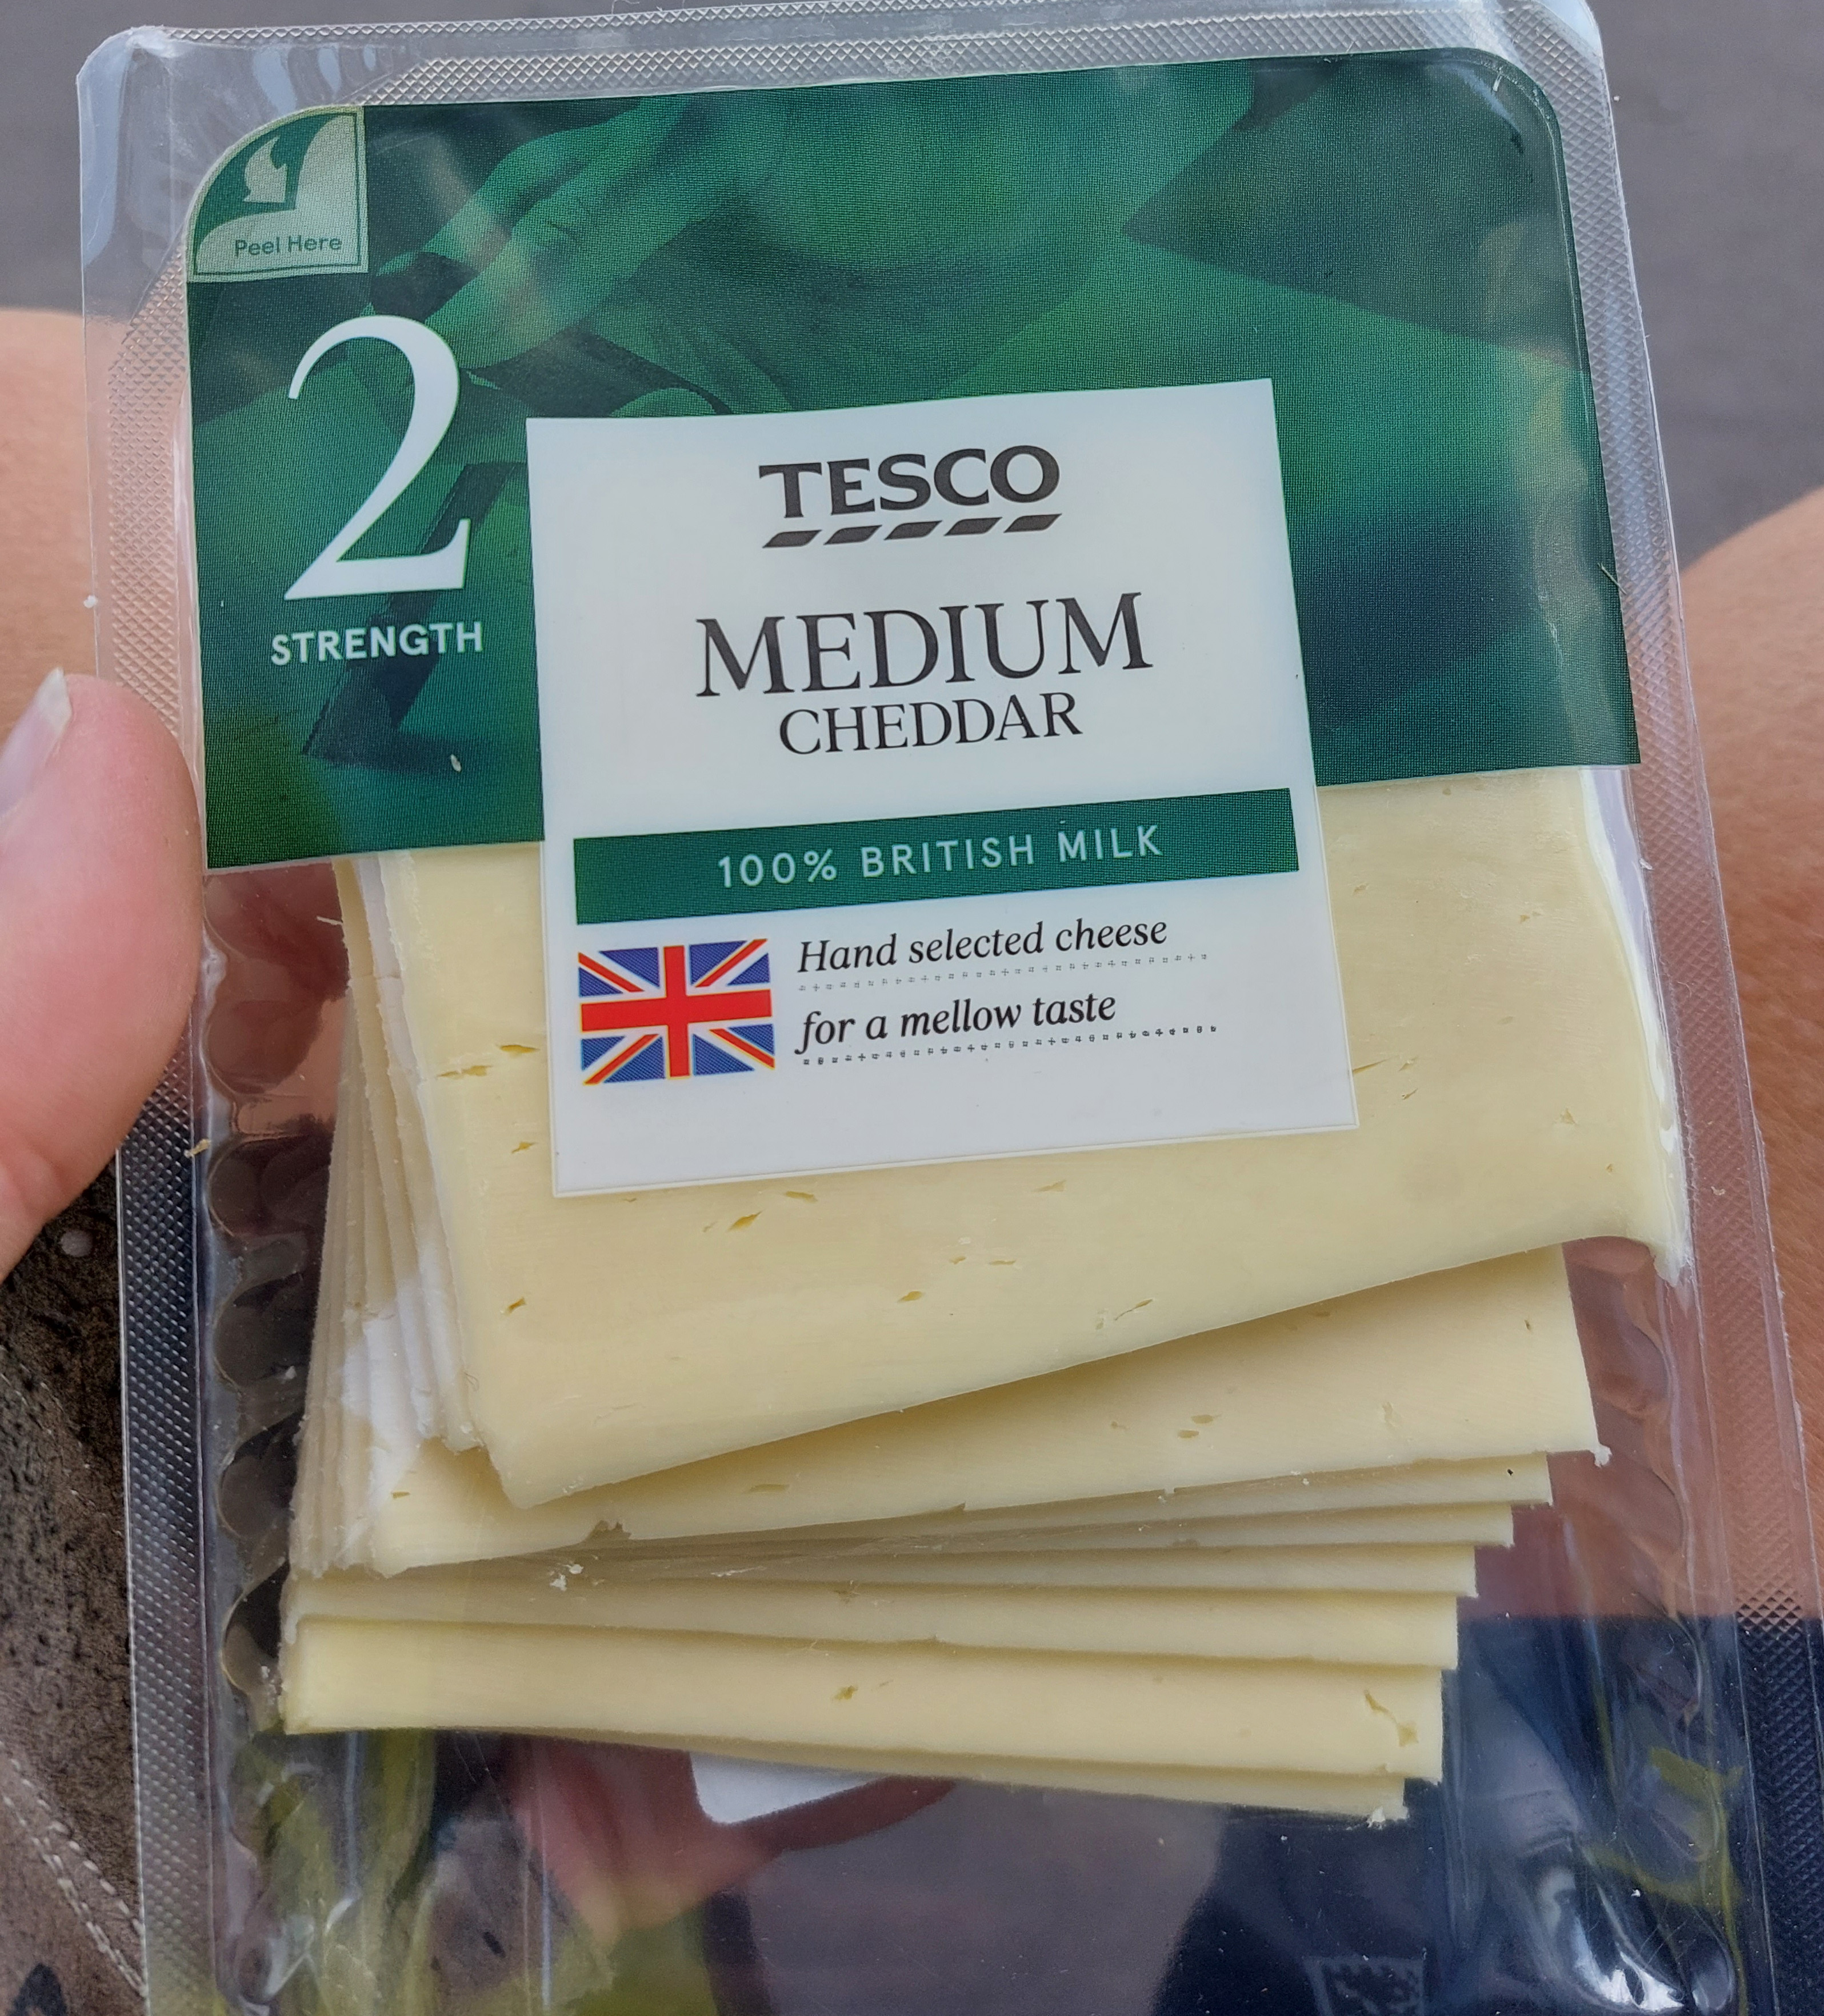 Peel Here
2
STRENGTH
TESCO
MEDIUM
CHEDDAR
100% BRITISH MILK
Hand selected cheese
for a mellow taste